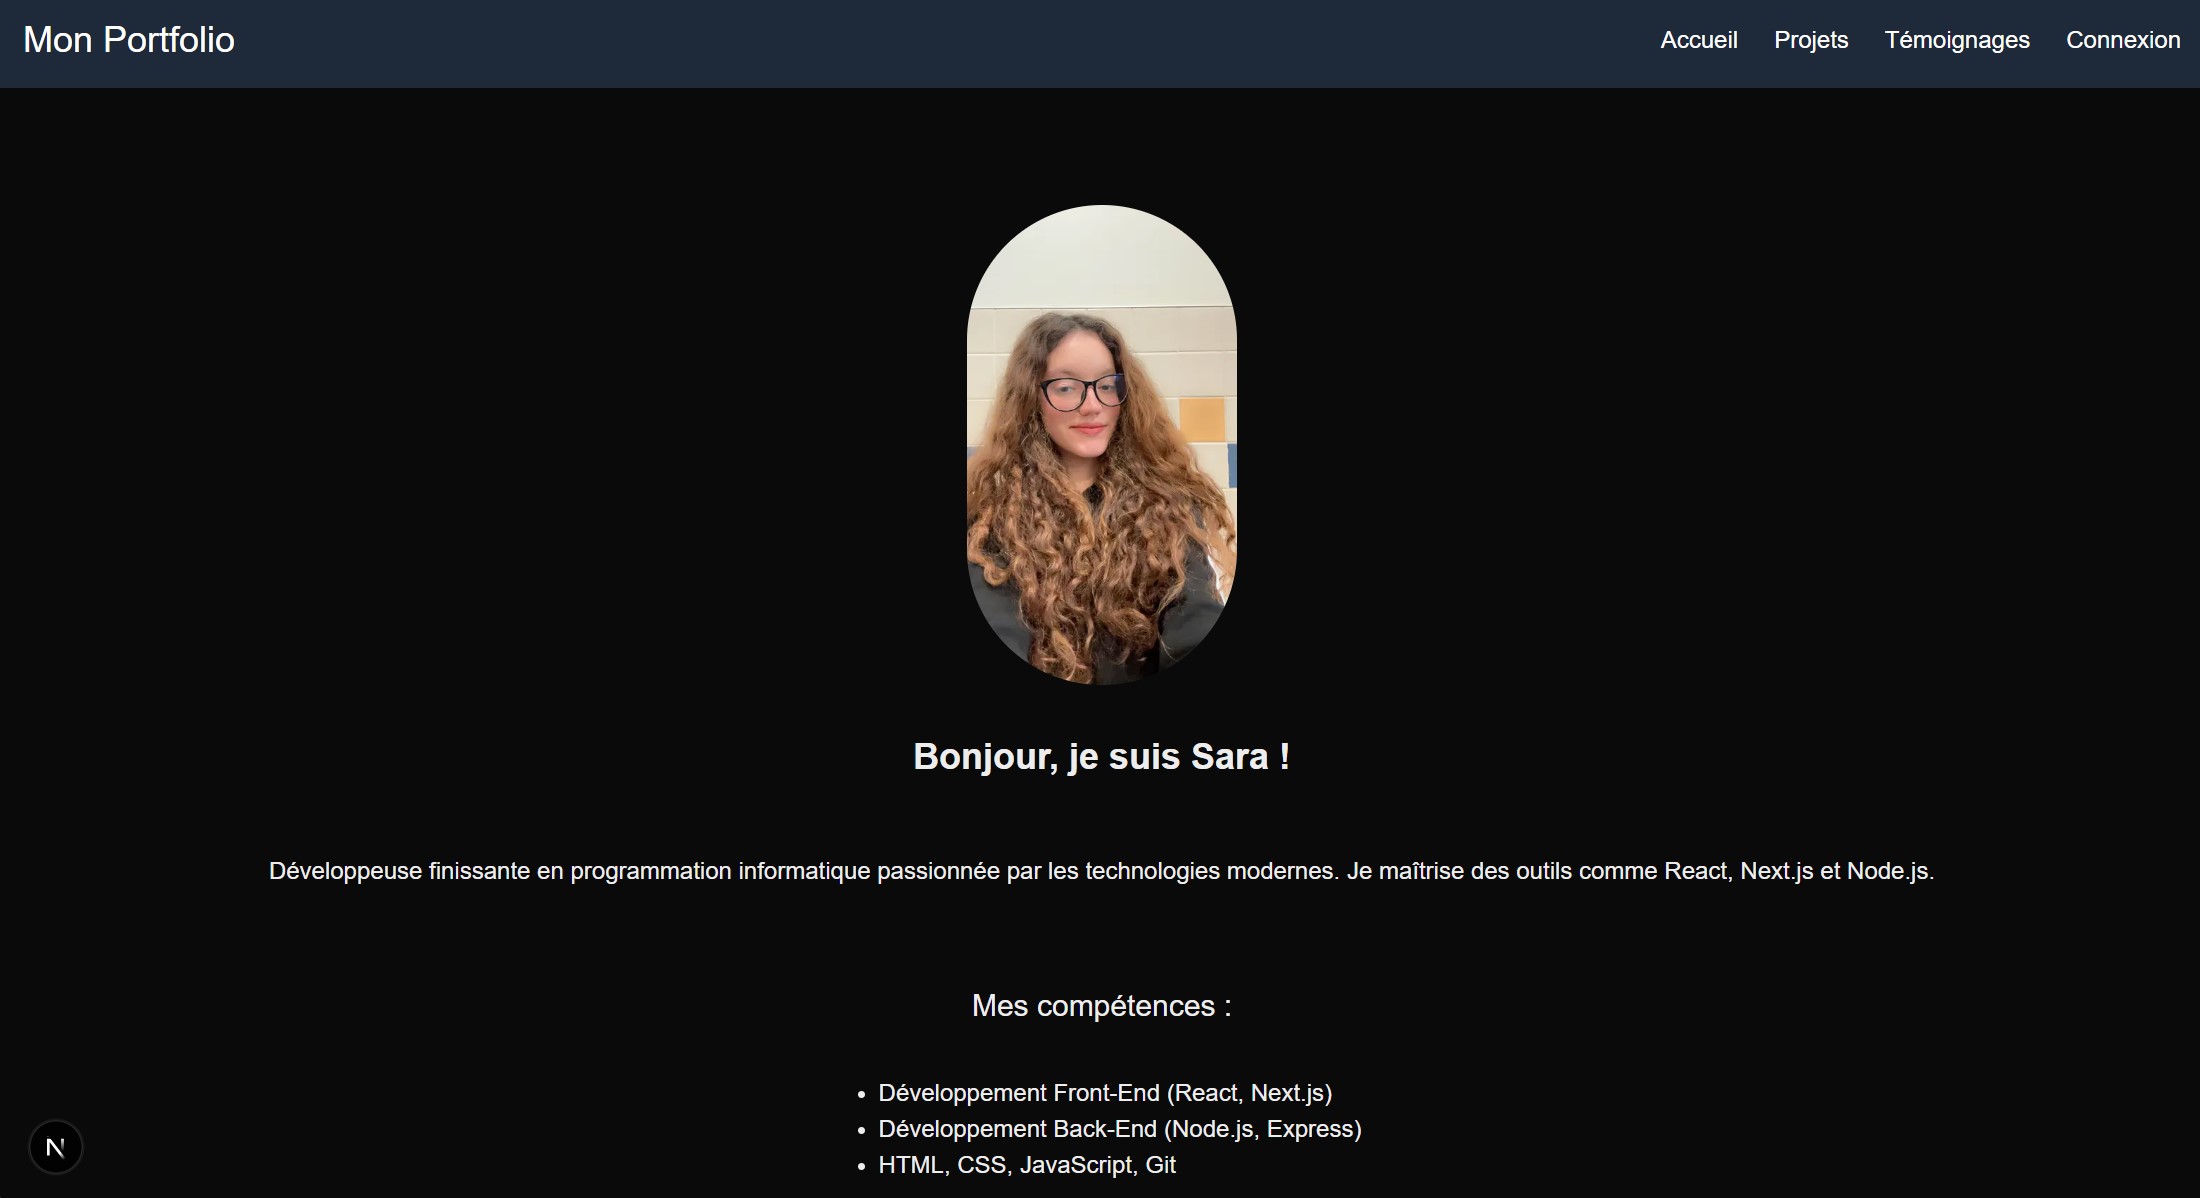 Mon Portfolio
Accueil Projets Témoignages Connexion
Bonjour, je suis Sara !
Développeuse finissante en programmation informatique passionnée par les technologies modernes. Je maîtrise des outils comme React, Next.js et Node.js.
Mes compétences :
• Développement Front-End (React, Next.js)
• Développement Back-End (Node.js, Express)
• HTML, CSS, JavaScript, Git
N